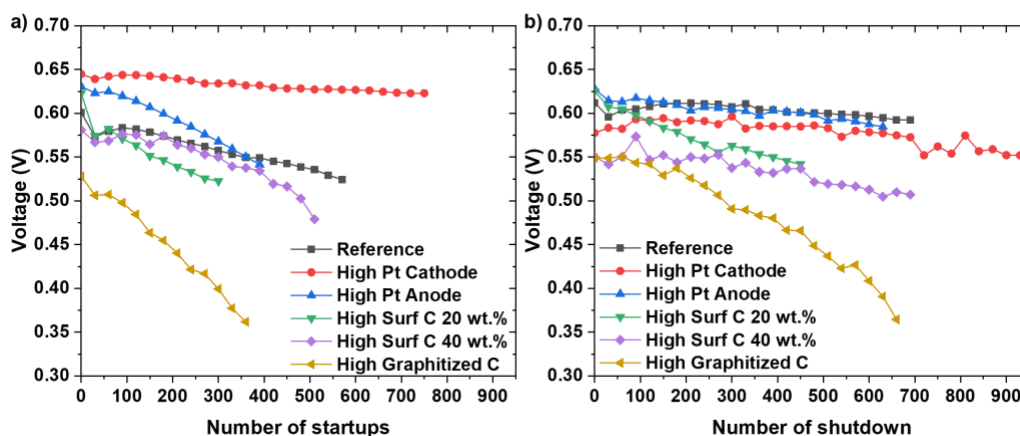 a)
0.70
0.65
0.60
0.55
0.50
0.45
0.40
0.35
0.30
Voltage (V)
0 100 200 300 400 500 600 700 800 900
Number of startups
Reference
High Pt Cathode
High Pt Anode
High Surf C 20 wt.%
High Surf C 40 wt.%
High Graphitized C
b)
0.70
0.65
0.60
0.55
0.50
0.45
0.40
0.35
0.30
Voltage (V)
0 100 200 300 400 500 600 700 800 900
Number of shutdown
Reference
High Pt Cathode
High Pt Anode
High Surf C 20 wt.%
High Surf C 40 wt.%
High Graphitized C